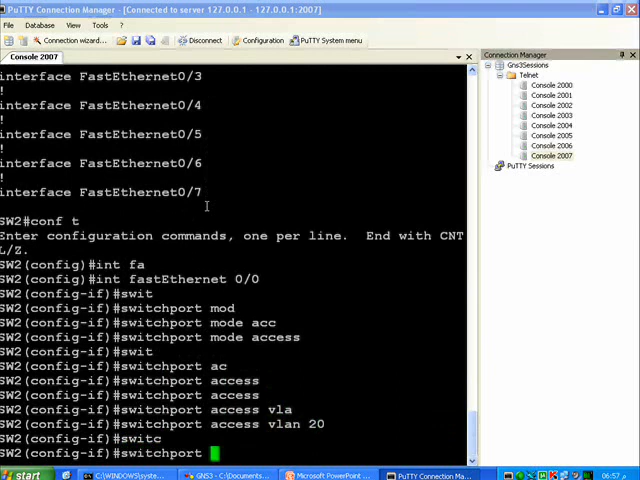 PuTTY Connection Manager - [Connected to server 127.0.0.1 - 127.0.0.1:2007]
File Database View Tools ?
Connection wizard... Disconnect Configuration PuTTY System menu
Console 2007
interface FastEthernet0/3
!
interface FastEthernet0/4
!
interface FastEthernet0/5
!
interface FastEthernet0/6
!
interface FastEthernet0/7
SW2#conf t
Enter configuration commands, one per line.  End with CNT
L/Z.
SW2(config)#int fa
SW2(config)#int fastEthernet 0/0
SW2(config-if)#swit
SW2(config-if)#switchport mod
SW2(config-if)#switchport mode acc
SW2(config-if)#switchport mode access
SW2(config-if)#swit
SW2(config-if)#switchport ac
SW2(config-if)#switchport access
SW2(config-if)#switchport access
SW2(config-if)#switchport access vla
SW2(config-if)#switchport access vlan 20
SW2(config-if)#switc
SW2(config-if)#switchport
Connection Manager
Gns3Sessions
Telnet
Console 2000
Console 2001
Console 2002
Console 2003
Console 2004
Console 2005
Console 2006
Console 2007
PuTTY Sessions
start C:\WINDOWS\system... GNS3 - C:\Documents... Microsoft PowerPoint ... PuTTY Connection Ma... 06:57